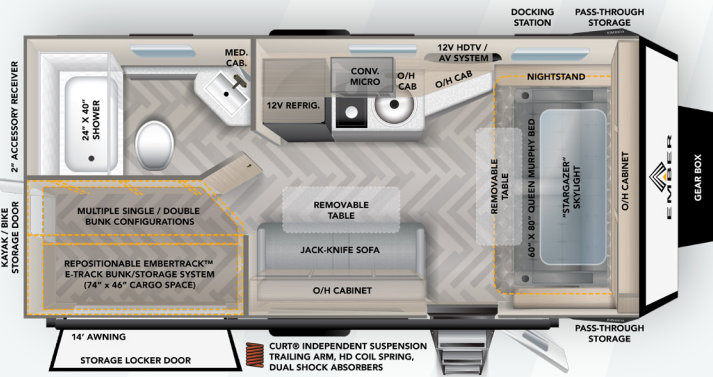 DOCKING
STATION
PASS-THROUGH
STORAGE
EMBER
MED.
CAB.
12V HDTV /
AV SYSTEM
CONV.
MICRO
O/H
CAB
O/H CAB
NIGHTSTAND
2” ACCESSORY RECEIVER
24” X 40”
SHOWER
12V REFRIG.
REMOVABLE
TABLE
60” X 80” QUEEN MURPHY BED
“STARGAZER”
SKYLIGHT
O/H CABINET
EMBER
GEAR BOX
KAYAK / BIKE
STORAGE DOOR
MULTIPLE SINGLE / DOUBLE
BUNK CONFIGURATIONS
REMOVABLE
TABLE
REPOSITIONABLE EMBERTRACK™
E-TRACK BUNK/STORAGE SYSTEM
(74” x 46” CARGO SPACE)
JACK-KNIFE SOFA
O/H CABINET
14’ AWNING
STORAGE LOCKER DOOR
CURT® INDEPENDENT SUSPENSION
TRAILING ARM, HD COIL SPRING,
DUAL SHOCK ABSORBERS
PASS-THROUGH
STORAGE